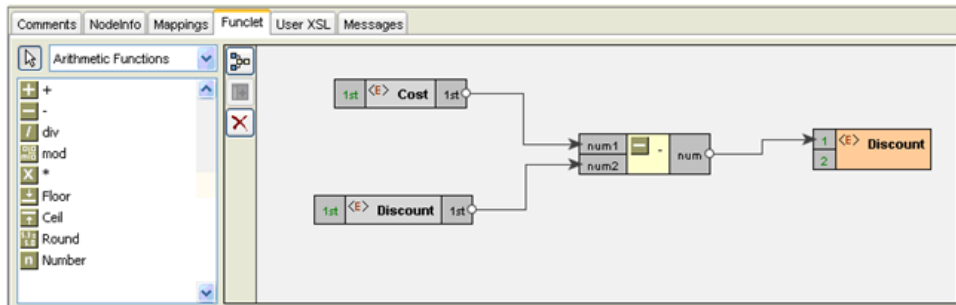 Comments NodeInfo Mappings Funclet User XSL Messages
Arithmetic Functions
+
-
div
mod
*
Floor
Ceil
Round
n Number
1st <E> Cost 1st
1st <E> Discount 1st
num1 - num
num2
1 <E> Discount
2